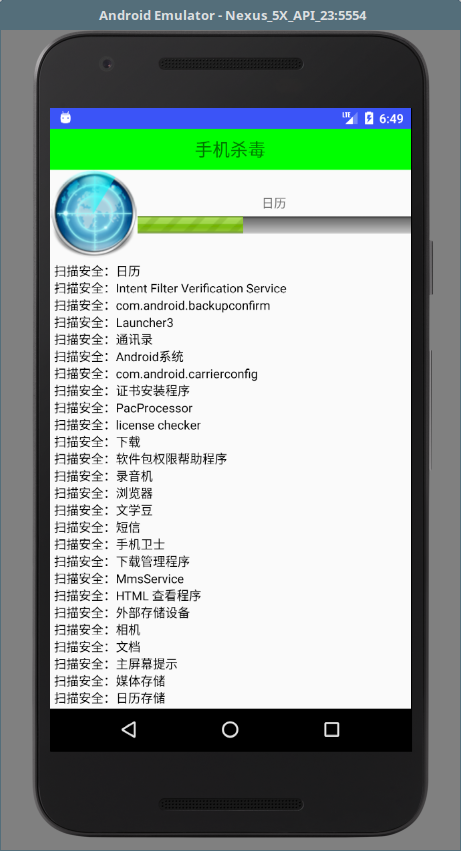 Android Emulator - Nexus_5X_API_23:5554
LTE 6:49
手机杀毒
日历
扫描安全：日历
扫描安全：Intent Filter Verification Service
扫描安全：com.android.backupconfirm
扫描安全：Launcher3
扫描安全：通讯录
扫描安全：Android系统
扫描安全：com.android.carrierconfig
扫描安全：证书安装程序
扫描安全：PacProcessor
扫描安全：license checker
扫描安全：下载
扫描安全：软件包权限帮助程序
扫描安全：录音机
扫描安全：浏览器
扫描安全：文学豆
扫描安全：短信
扫描安全：手机卫士
扫描安全：下载管理程序
扫描安全：MmsService
扫描安全：HTML 查看程序
扫描安全：外部存储设备
扫描安全：相机
扫描安全：文档
扫描安全：主屏幕提示
扫描安全：媒体存储
扫描安全：日历存储